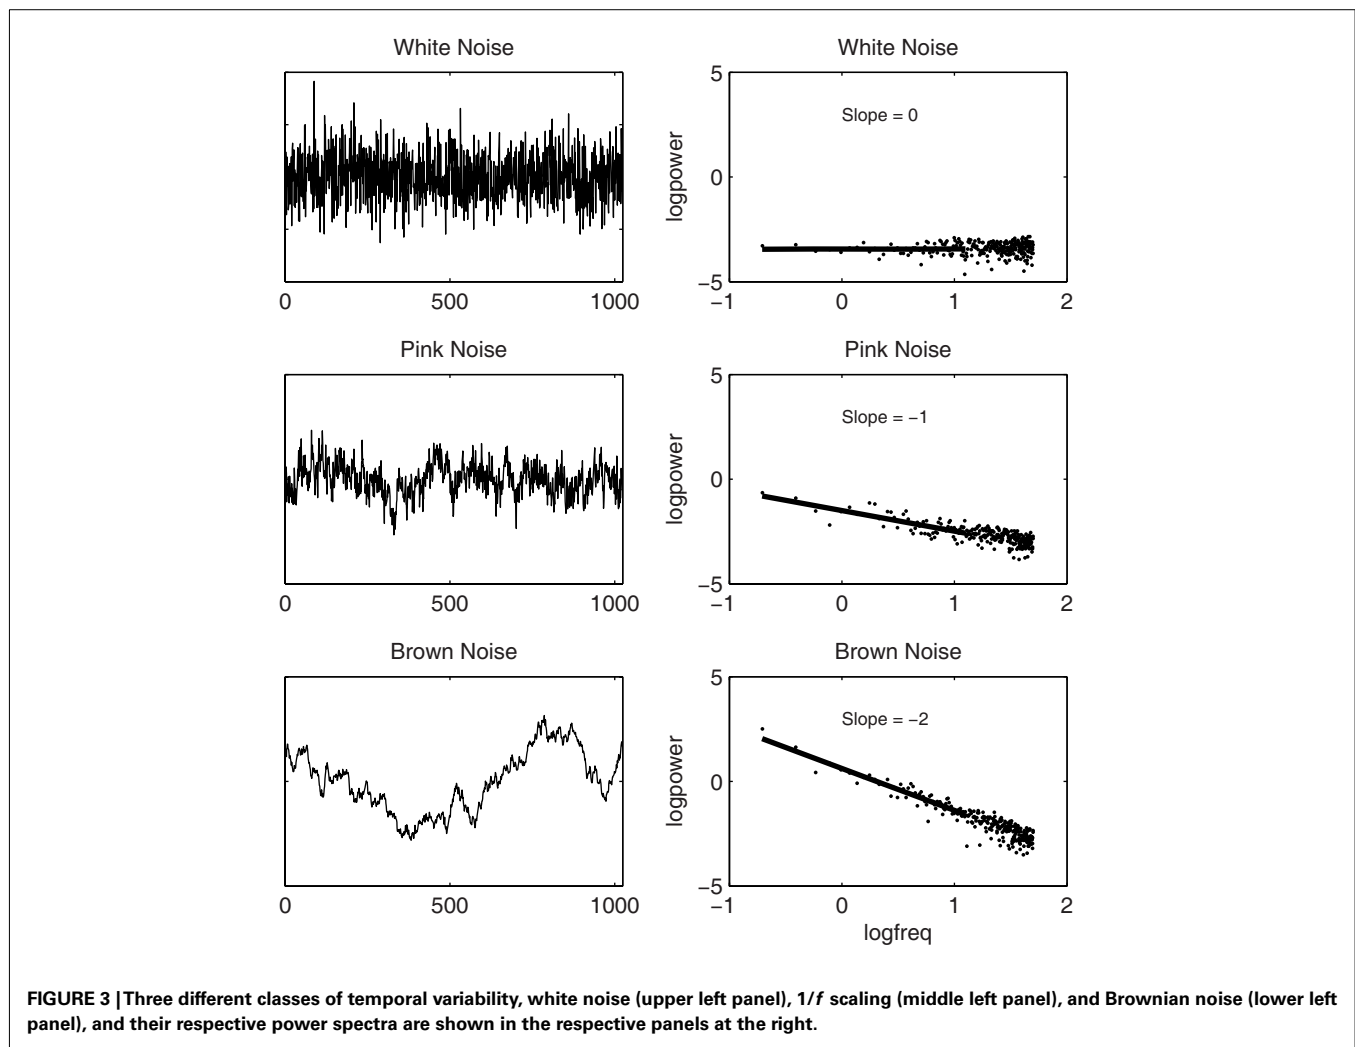 White Noise
White Noise
5
Slope = 0
logpower
0
−5
0
500
1000
−1
0
1
2
Pink Noise
Pink Noise
5
Slope = −1
logpower
0
−5
0
500
1000
−1
0
1
2
Brown Noise
Brown Noise
5
Slope = −2
logpower
0
−5
0
500
1000
−1
0
1
2
logfreq
FIGURE 3 | Three different classes of temporal variability, white noise (upper left panel), 1/f scaling (middle left panel), and Brownian noise (lower left
panel), and their respective power spectra are shown in the respective panels at the right.